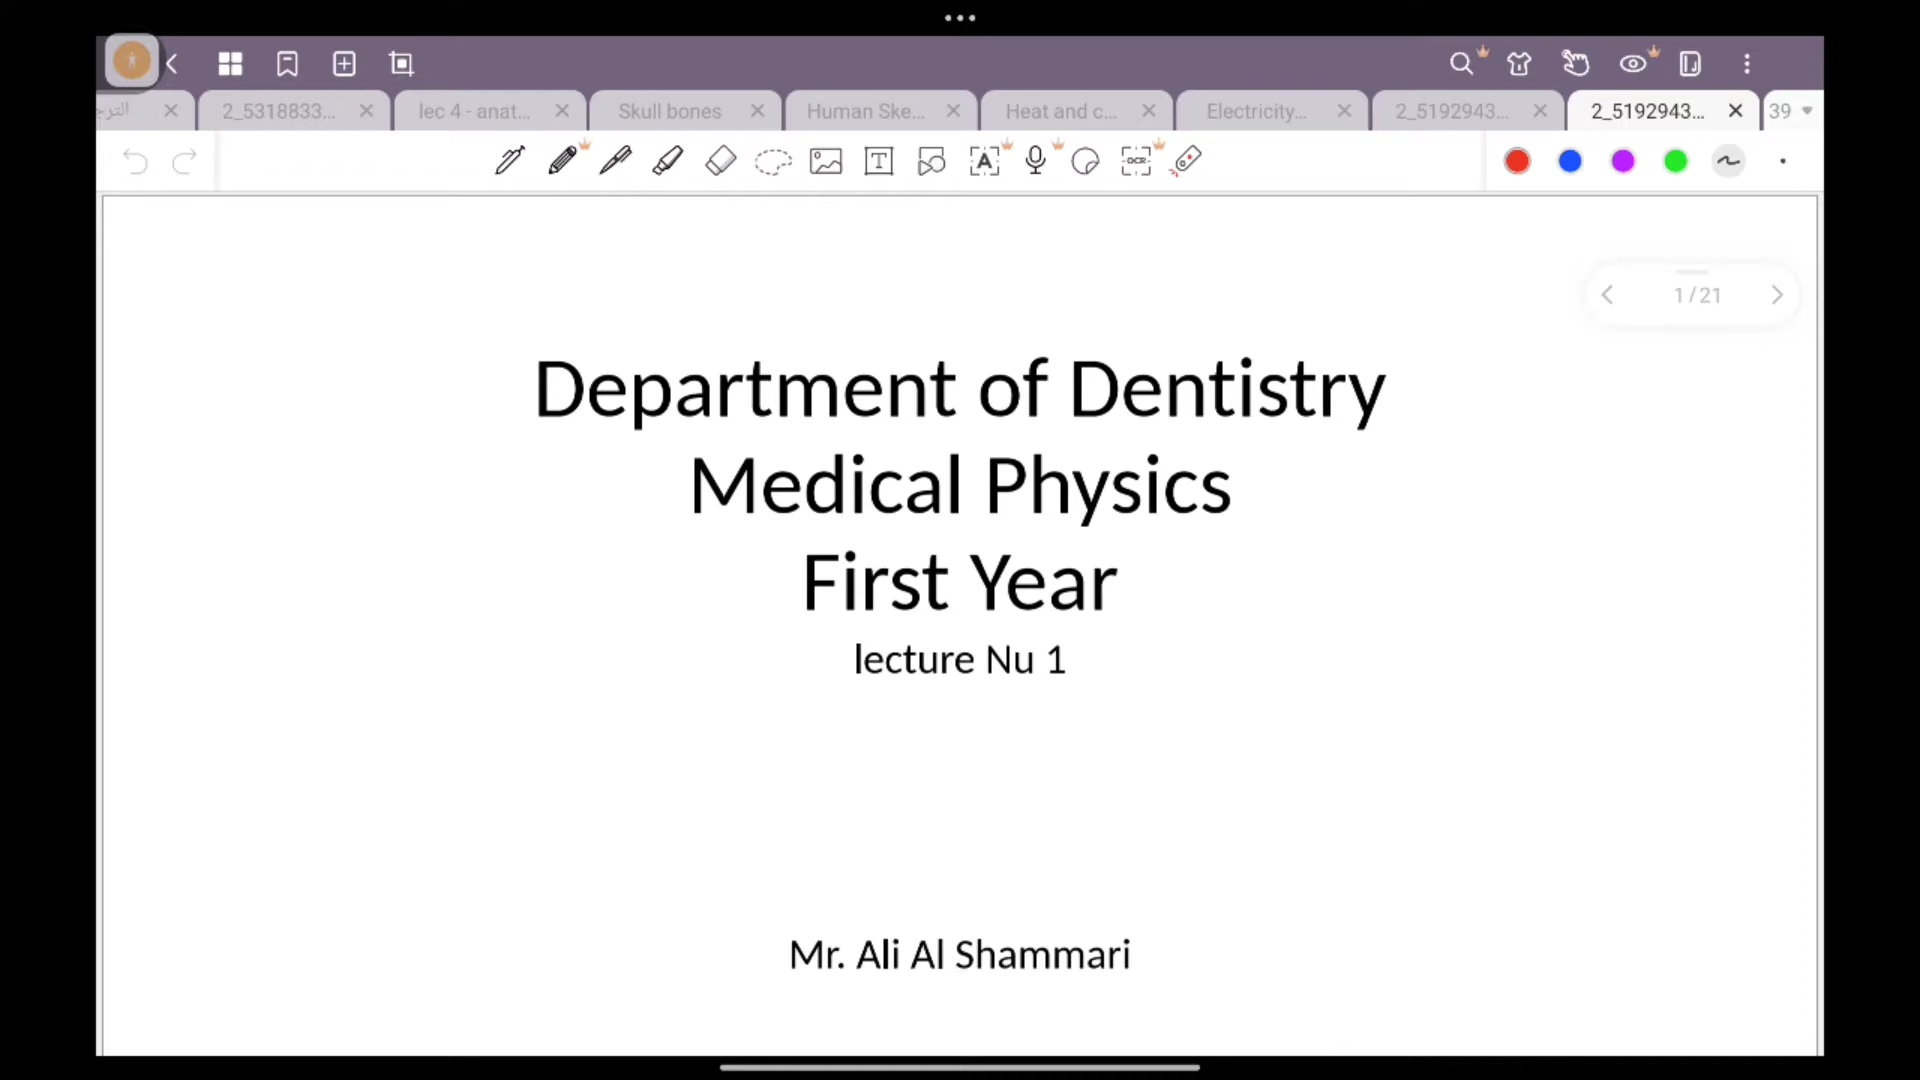 2_5318833...
lec 4 - anat...
Skull bones
Human Ske...
Heat and c...
Electricity...
2_5192943...
2_5192943...
39
T
A
OCR
1/21
Department of Dentistry
Medical Physics
First Year
lecture Nu 1
Mr. Ali Al Shammari